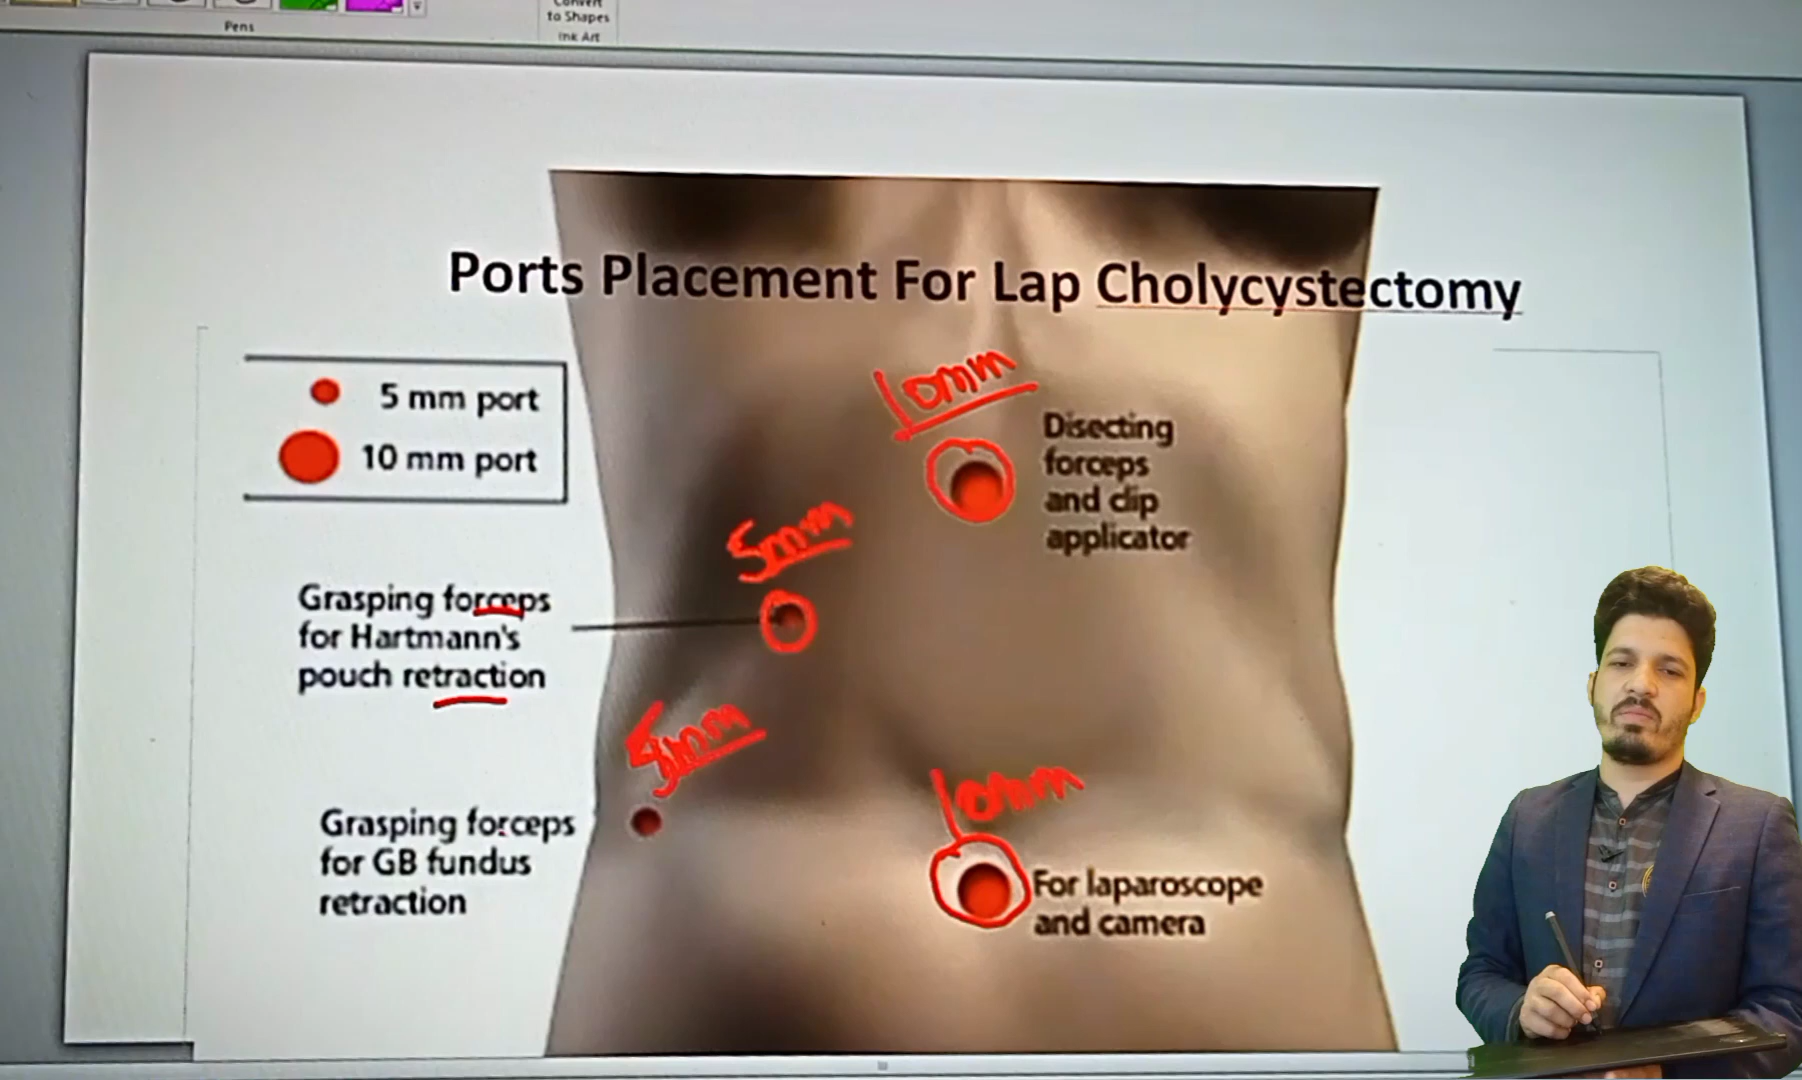 Pens
Convert
to Shapes
Ink Art
Ports Placement For Lap Cholycystectomy
5 mm port
10 mm port
10mm
Disecting
forceps
and clip
applicator
5mm
Grasping forceps
for Hartmann's
pouch retraction
5mm
Grasping forceps
for GB fundus
retraction
10mm
For laparoscope
and camera